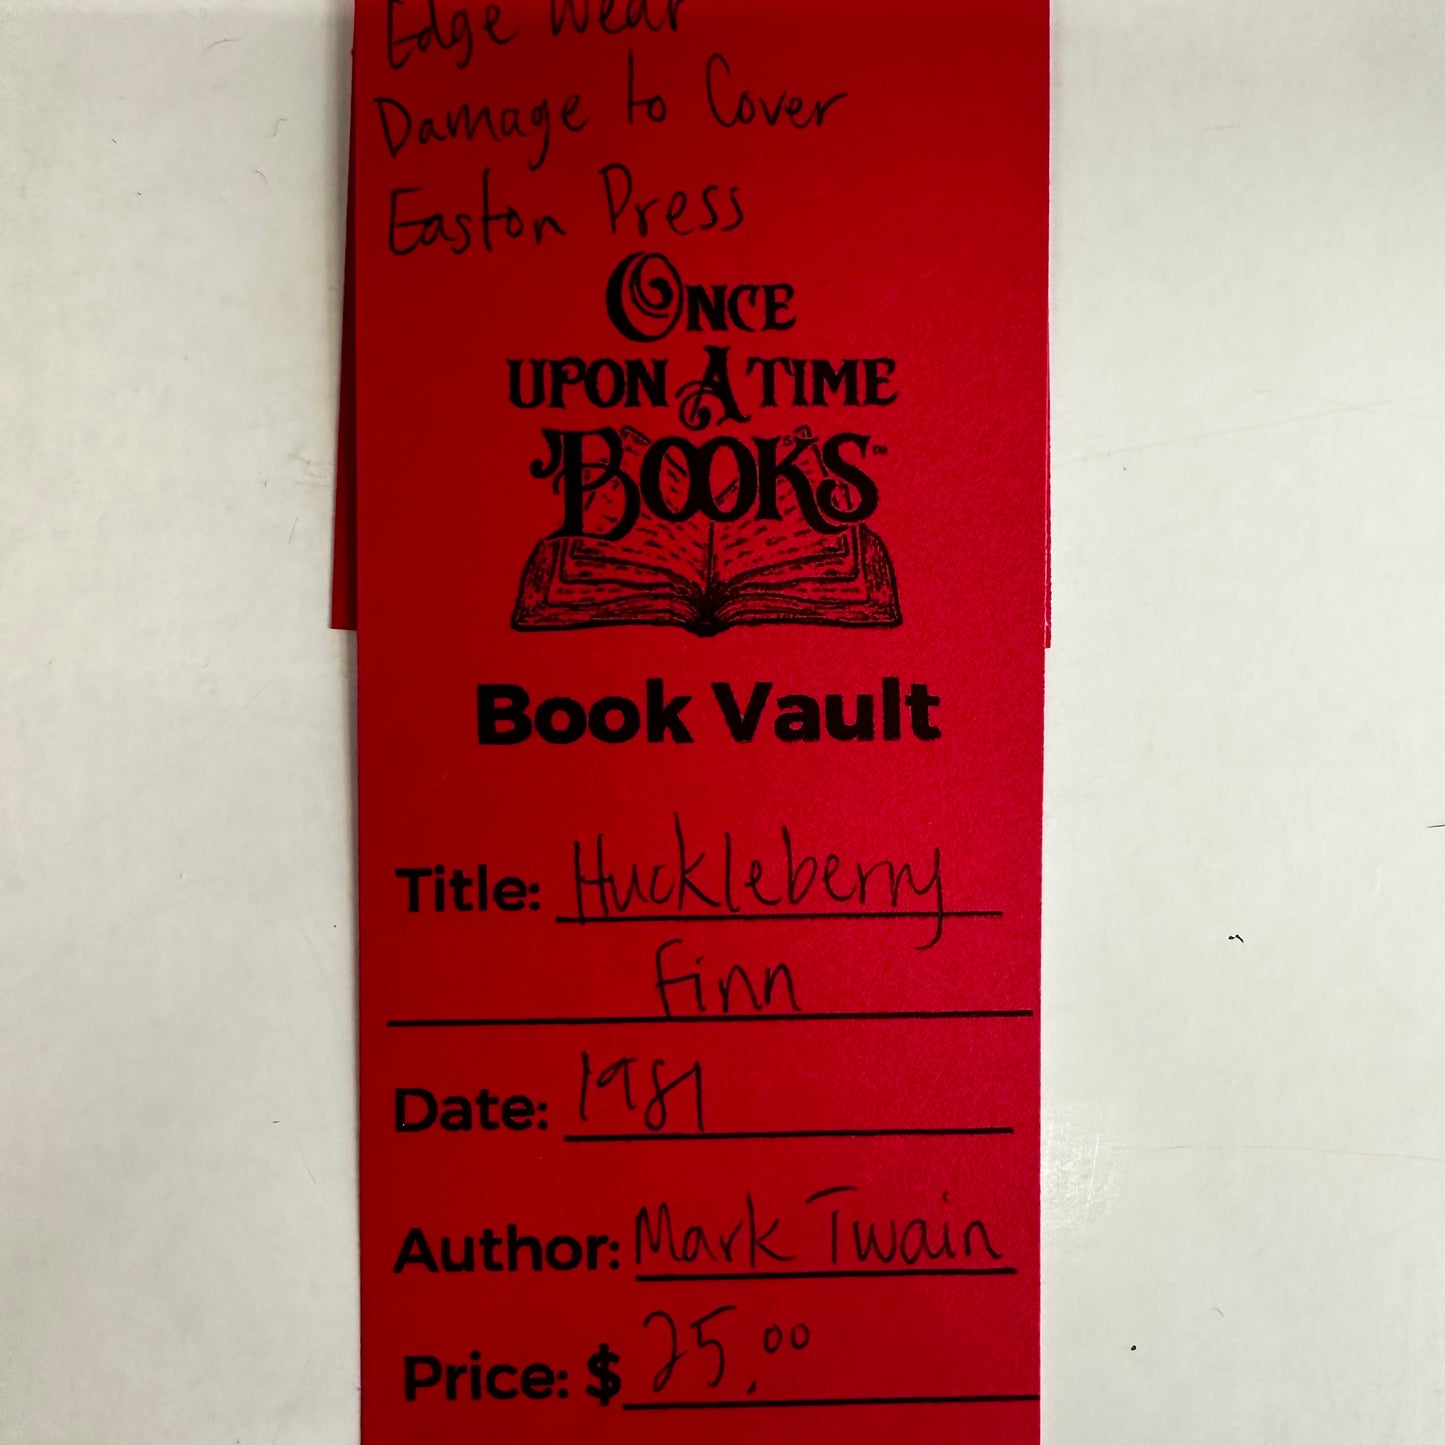 Edge Wear
Damage to Cover
Easton Press
ONCE
UPON A TIME
BOOKS™
Book Vault
Title: Huckleberry
Finn
Date: 1981
Author: Mark Twain
Price: $ 25.00